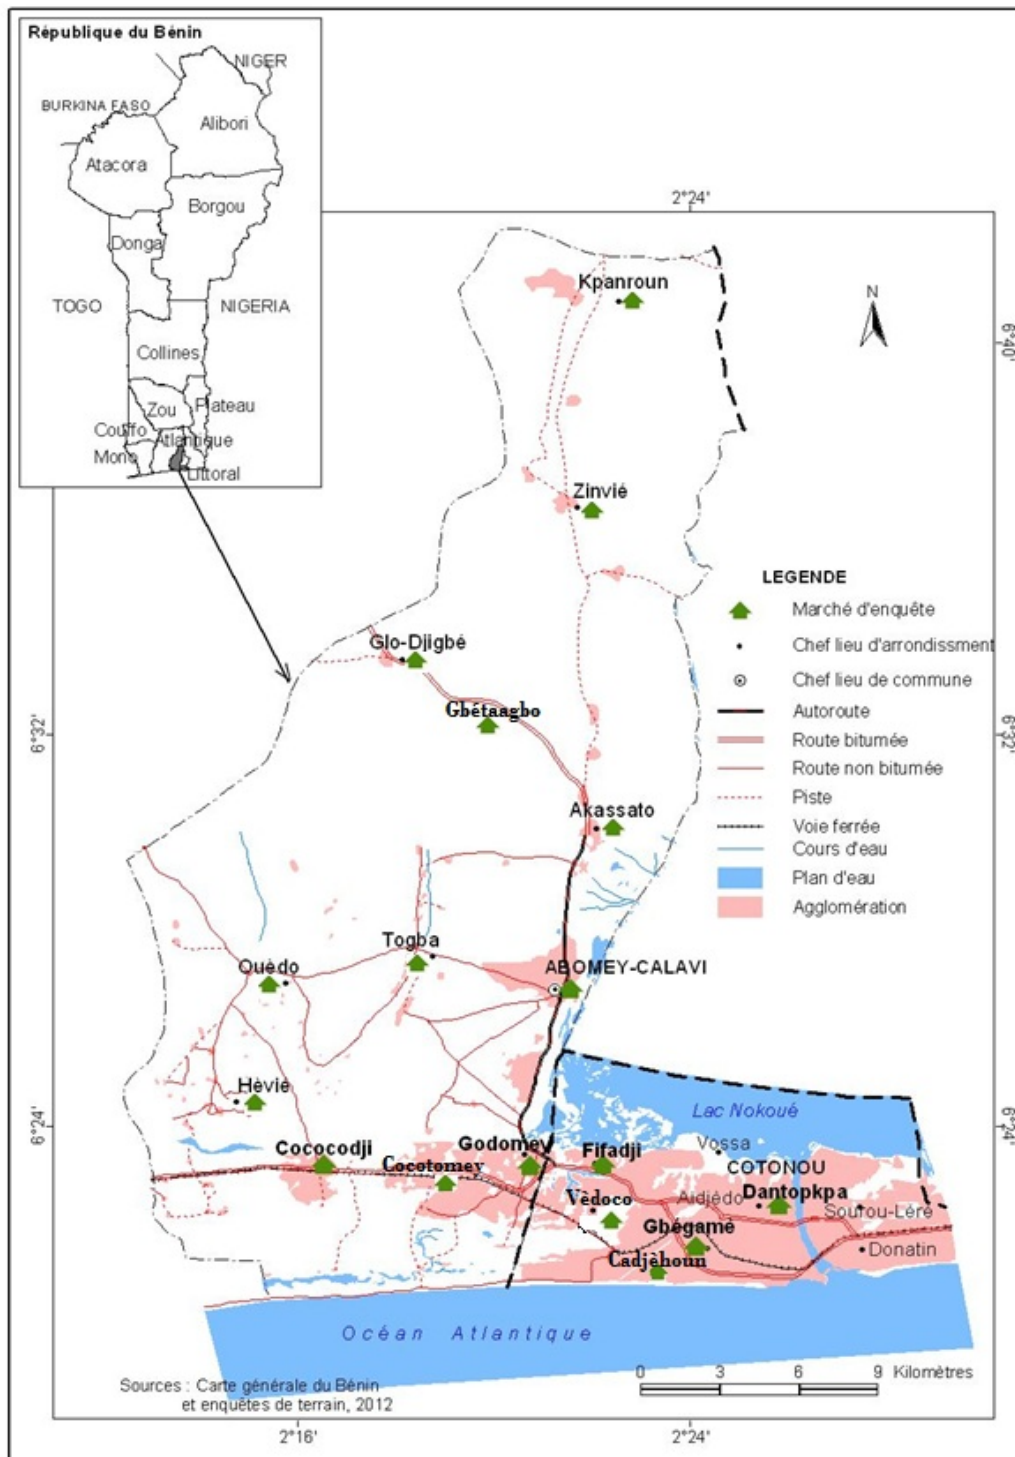 République du Bénin
NIGER
BURKINA FASO
Alibori
Atacora
Borgou
Donga
TOGO
NIGERIA
Collines
Zou
Plateau
Couffo
Atlantique
Mono
Littoral
2°24'
Kpanroun
N
6°40'
6°40'
Zinvié
LEGENDE
Marché d'enquête
Chef lieu d'arrondissment
Chef lieu de commune
Autoroute
Route bitumée
Route non bitumée
Piste
Voie ferrée
Cours d'eau
Plan d'eau
Agglomération
Glo-Djigbé
Gbétaagbo
6°32'
6°32'
Akassato
Togba
Ouèdo
ABOMEY-CALAVI
Hèvié
6°24'
6°24'
Lac Nokoué
Vossa
Cococodji
Cocotomey
Godomey
Fifadji
COTONOU
Vèdoco
Aidjèdo
Dantopkpa
Sourou-Léré
Gbégamè
Donatin
Cadjèhoun
Océan Atlantique
0 3 6 9 Kilomètres
Sources : Carte générale du Bénin
et enquêtes de terrain, 2012
2°16'
2°24'